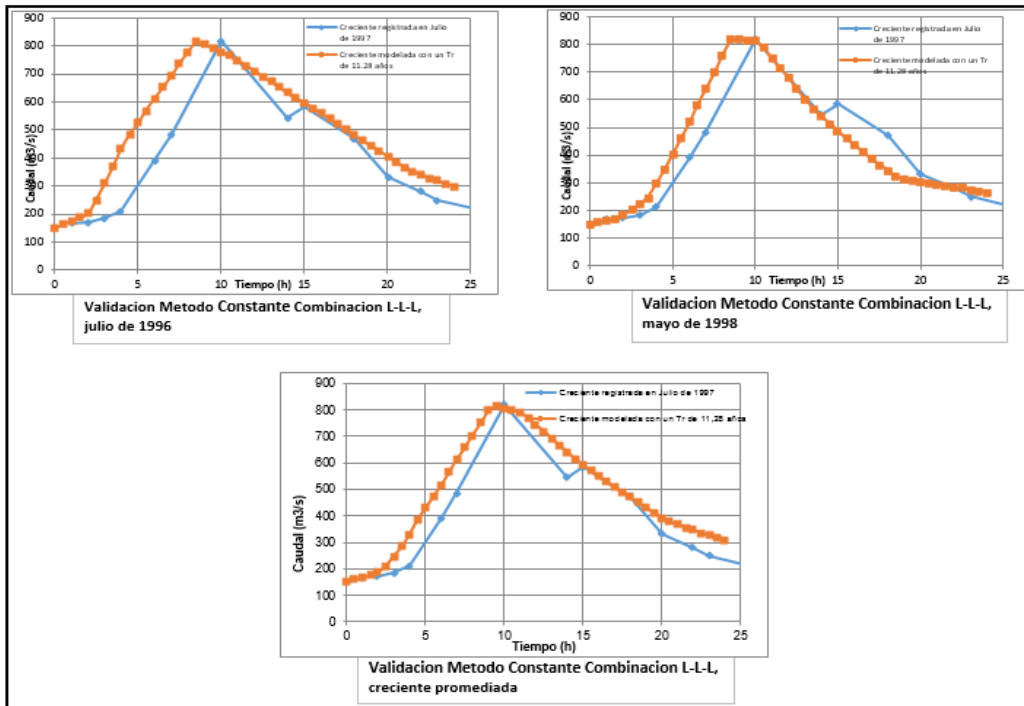 900
800
700
600
500
400
300
200
100
0
Caudal (m3/s)
Creciente registrada en Julio
de 1997
Creciente modelada con un Tr
de 11.28 años
0
5
10
15
20
25
Tiempo (h)
Validacion Metodo Constante Combinacion L-L-L,
julio de 1996
900
800
700
600
500
400
300
200
100
0
Caudal (m3/s)
Creciente registrada en Julio
de 1997
Creciente modelada con un Tr
de 11.28 años
0
5
10
15
20
25
Tiempo (h)
Validacion Metodo Constante Combinacion L-L-L,
mayo de 1998
900
800
700
600
500
400
300
200
100
0
Caudal (m3/s)
Creciente registrada en Julio de 1997
Creciente modelada con un Tr de 11,28 años
0
5
10
15
20
25
Tiempo (h)
Validacion Metodo Constante Combinacion L-L-L,
creciente promediada